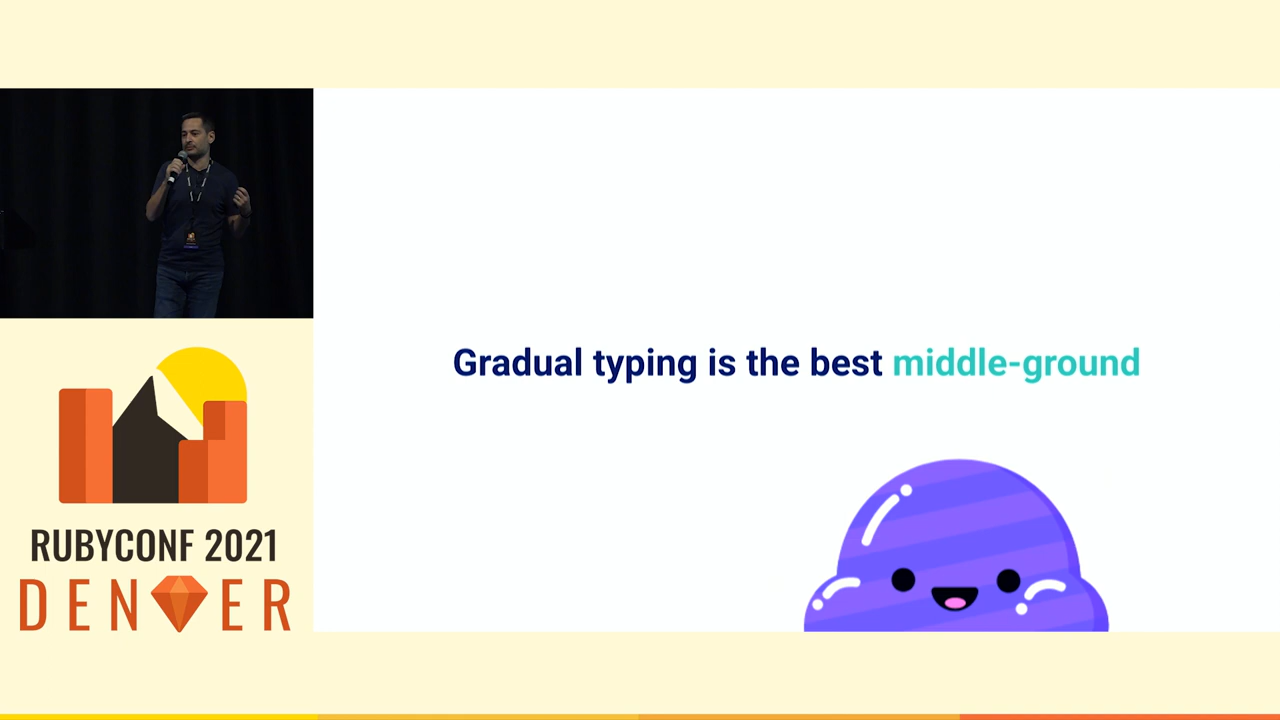 Gradual typing is the best middle-ground
RUBYCONF 2021
DENVER